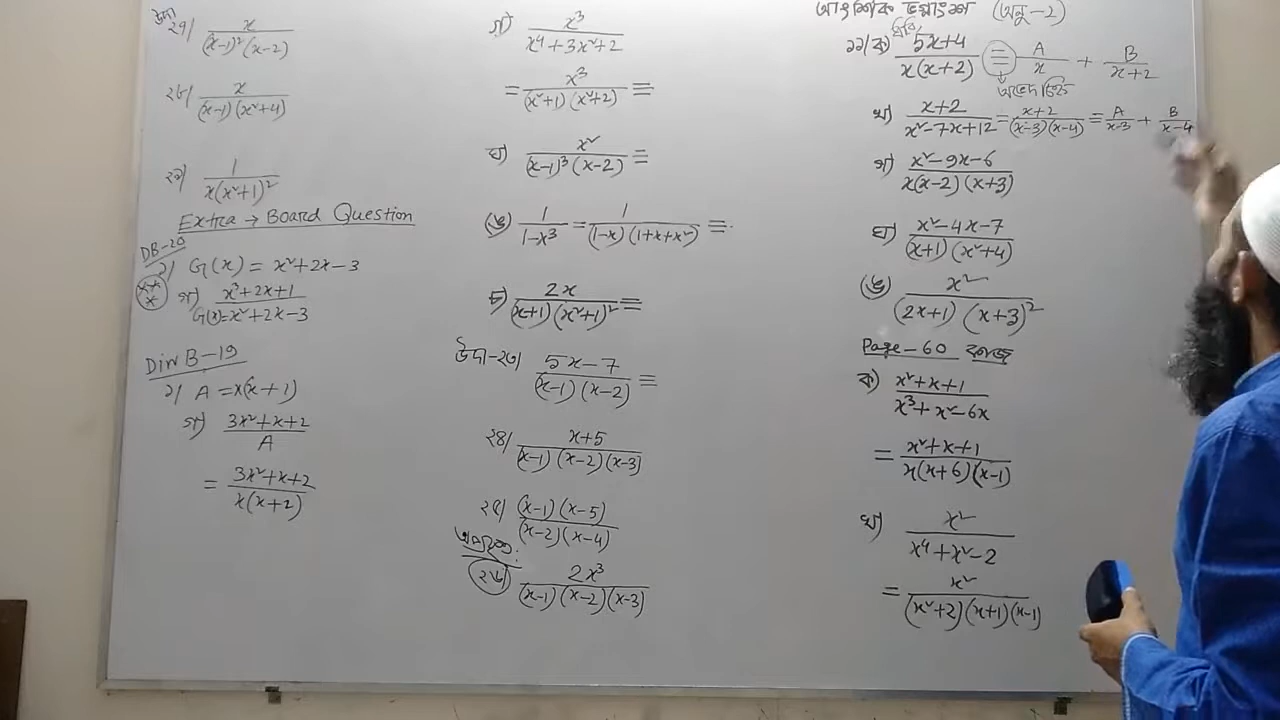 উদা
২৭/ x/((x-1)²(x-2))
২৮/ x/((x-1)(x²+4))
২৯/ 1/(x(x²+1)²)
Extra → Board Question
DB-20
১/ G(x) = x²+2x-3
গ/ (x³+2x+1)/(G(x)=x²+2x-3)
Din B-19
২/ A = x(x+1)
গ/ (3x²+x+2)/A
= (3x²+x+2)/(x(x+2))
গ/ x³/(x⁴+3x²+2)
= x³/((x²+1)(x²+2)) ≡
ঘ/ x²/((x-1)³(x-2)) ≡
(ঙ) 1/(1-x³) = 1/((1-x)(1+x+x²)) ≡
চ/ 2x/((x+1)(x²+1)²) ≡
উদা-২৩/ (5x-7)/((x-1)(x-2)) ≡
২৪/ (x+5)/((x-1)(x-2)(x-3))
২৫/ ((x-1)(x-5))/((x-2)(x-4))
অপ্রকৃত:
২৬/ 2x³/((x-1)(x-2)(x-3))
আংশিক ভগ্নাংশ (অনু-২)
১১/ক/ (5x+4)/(x(x+2)) ≡ A/x + B/(x+2)
অভেদ চিহ্ন
খ/ (x+2)/(x²-7x+12) = (x+2)/((x-3)(x-4)) ≡ A/(x-3) + B/(x-4)
গ/ (x²-9x-6)/(x(x-2)(x+3))
ঘ/ (x²-4x-7)/((x+1)(x²+4))
(ঙ) x²/((2x+1)(x+3)²)
Page-60 কাজ
ক/ (x²+x+1)/(x³+x²-6x)
= (x²+x+1)/(x(x+6)(x-1))
খ/ x²/(x⁴+x²-2)
= x²/((x²+2)(x+1)(x-1))